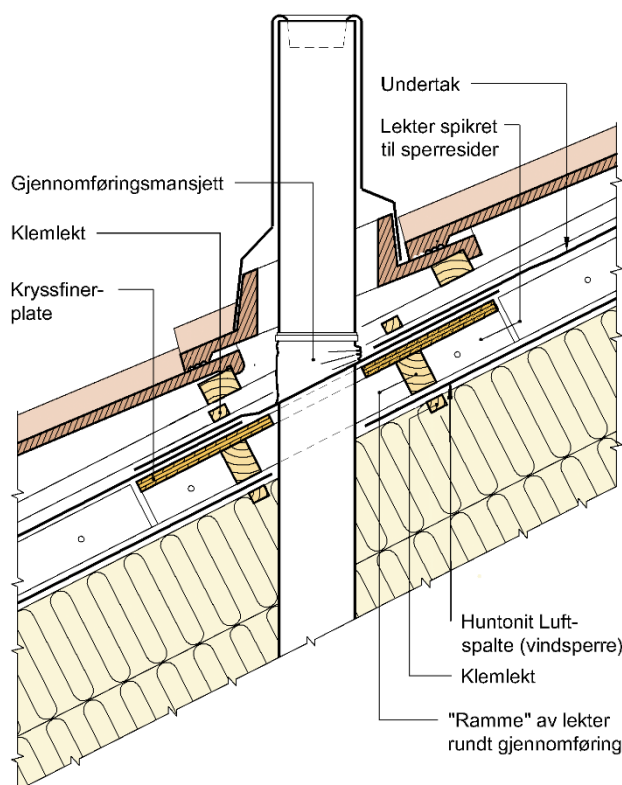 Undertak
Lekter spikret
til sperresider
Gjennomføringsmansjett
Klemlekt
Kryssfiner-
plate
Huntonit Luft-
spalte (vindsperre)
Klemlekt
"Ramme" av lekter
rundt gjennomføring